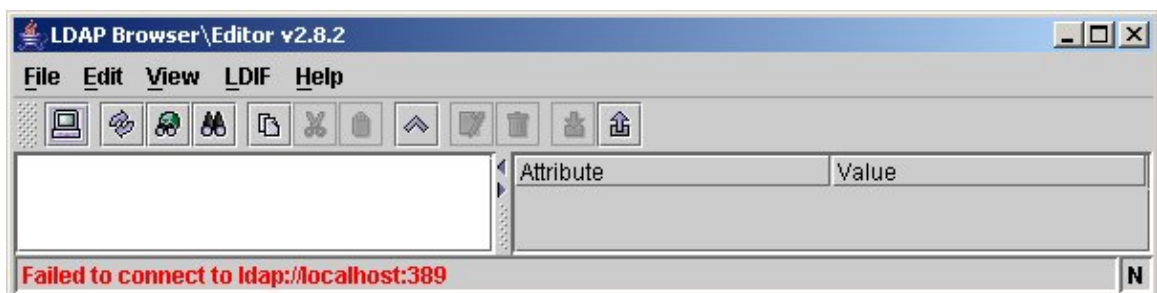 LDAP Browser\Editor v2.8.2
File Edit View LDIF Help
Attribute Value
Failed to connect to ldap://localhost:389 N